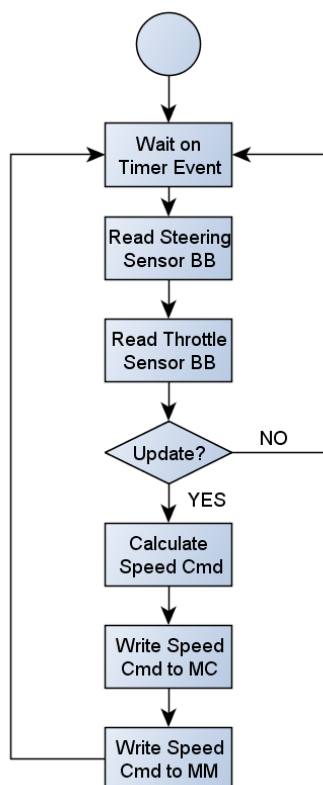 Wait on
Timer Event
Read Steering
Sensor BB
Read Throttle
Sensor BB
Update?
NO
YES
Calculate
Speed Cmd
Write Speed
Cmd to MC
Write Speed
Cmd to MM